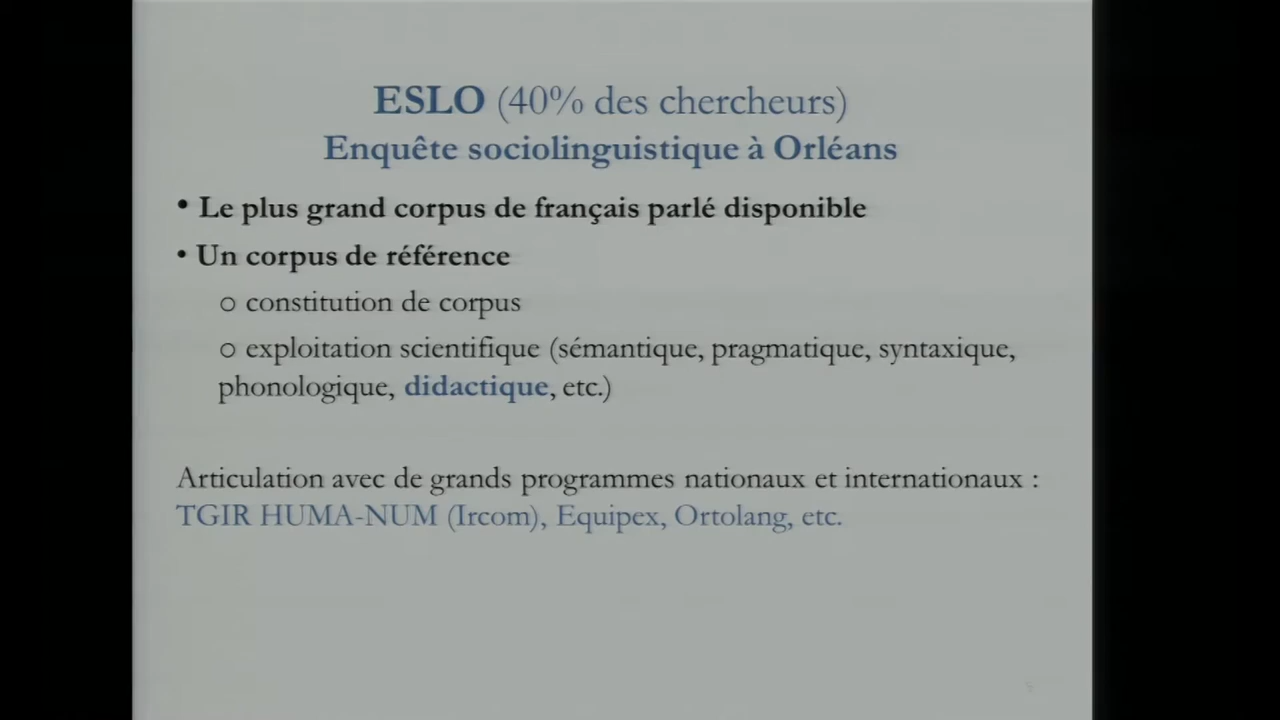 ESLO (40% des chercheurs)
Enquête sociolinguistique à Orléans
• Le plus grand corpus de français parlé disponible
• Un corpus de référence
○ constitution de corpus
○ exploitation scientifique (sémantique, pragmatique, syntaxique,
phonologique, didactique, etc.)
Articulation avec de grands programmes nationaux et internationaux :
TGIR HUMA-NUM (Ircom), Equipex, Ortolang, etc.